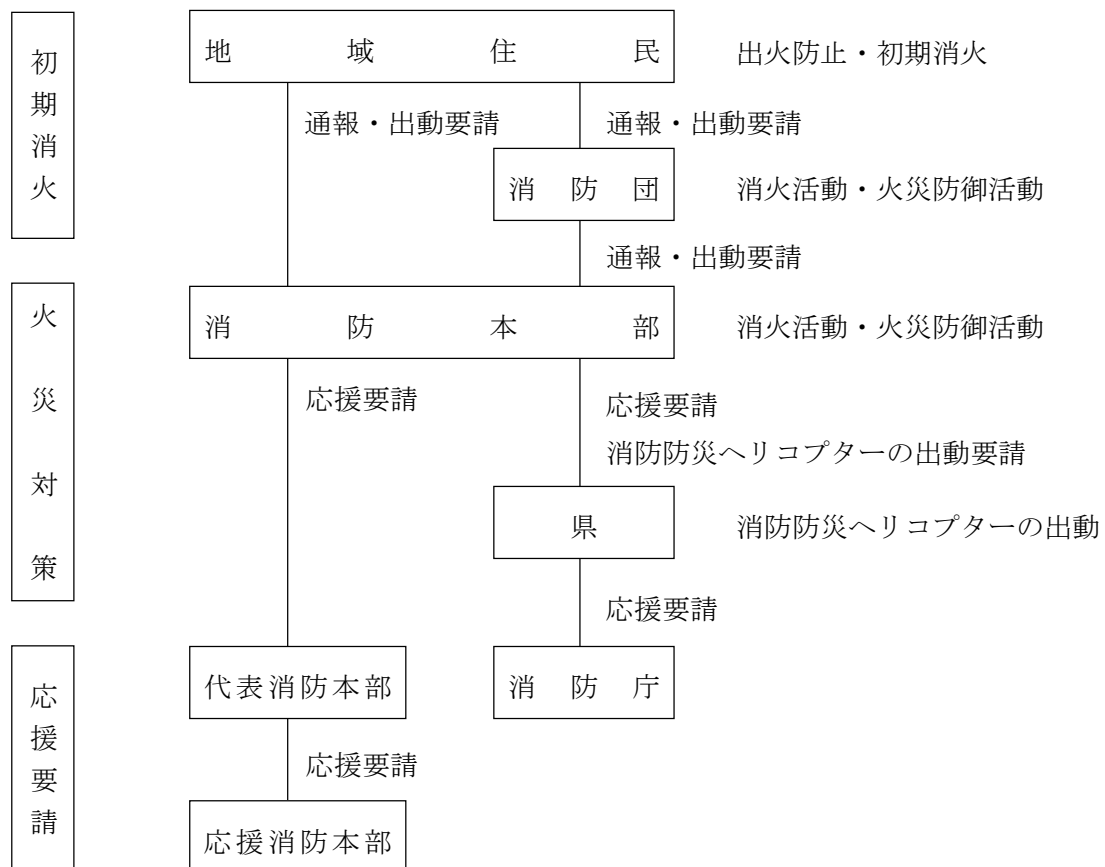 初期消火
地域住民
出火防止・初期消火
通報・出動要請
通報・出動要請
消防団
消火活動・火災防御活動
通報・出動要請
火災対策
消防本部
消火活動・火災防御活動
応援要請
応援要請
消防防災ヘリコプターの出動要請
県
消防防災ヘリコプターの出動
応援要請
応援要請
代表消防本部
消防庁
応援要請
応援消防本部